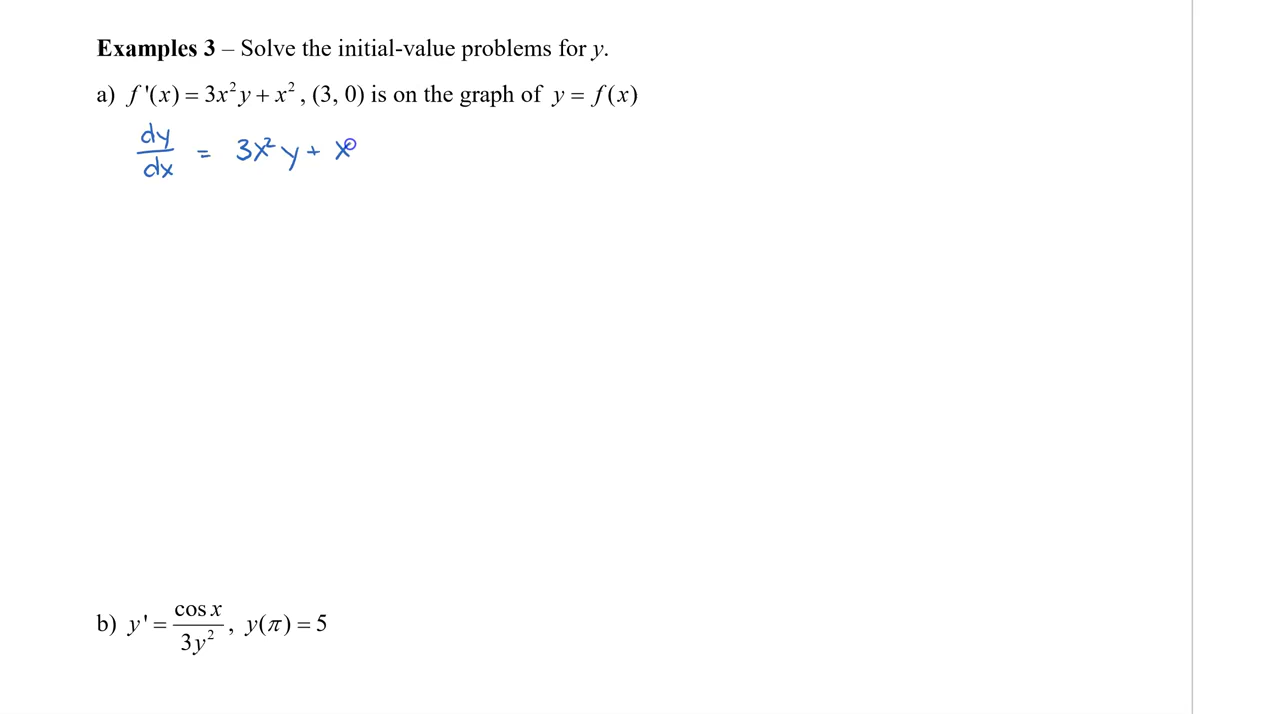 Examples 3 – Solve the initial-value problems for y.
a) f '(x) = 3x²y + x² , (3, 0) is on the graph of y = f(x)
dy/dx = 3x²y + x
b) y' = cos x / 3y² , y(π) = 5